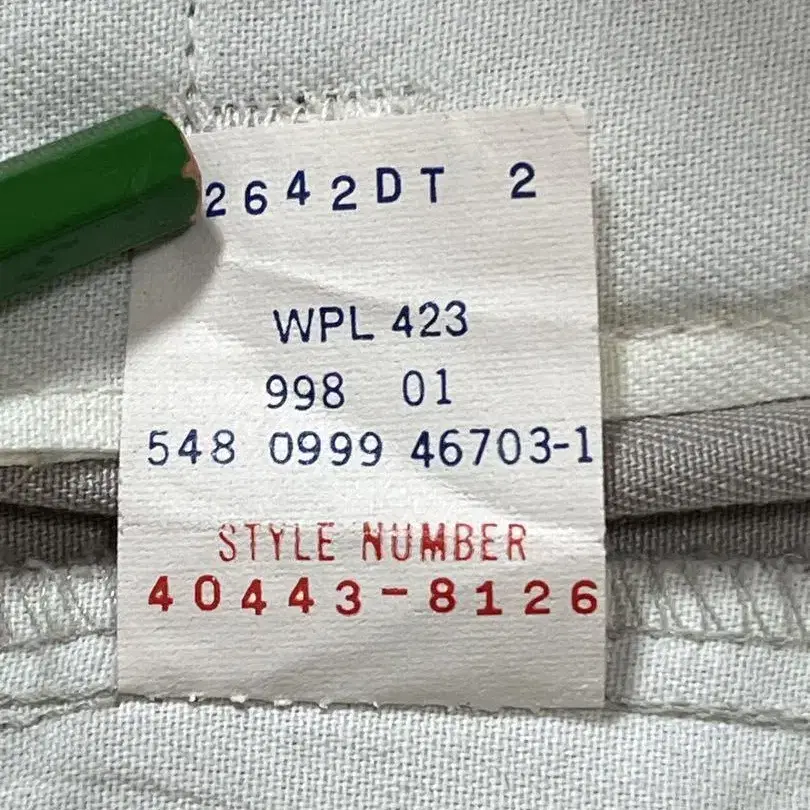 2642DT 2
WPL 423
998 01
548 0999 46703-1
STYLE NUMBER
40443-8126